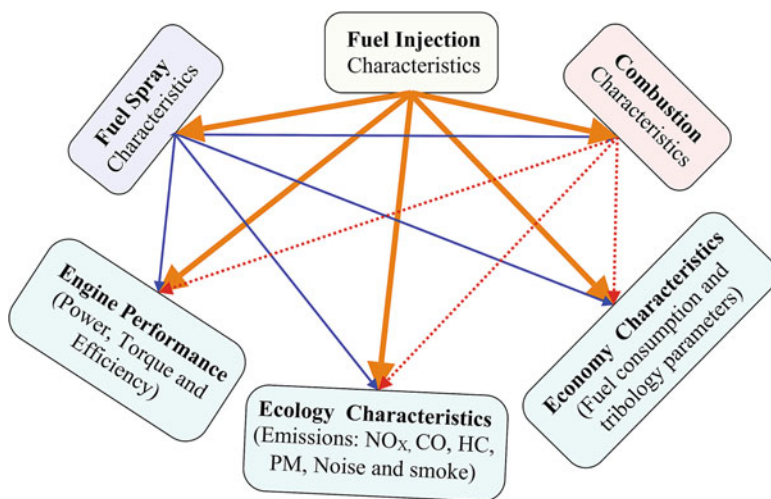 Fuel Injection
Characteristics
Fuel Spray
Characteristics
Combustion
Characteristics
Engine Performance
(Power, Torque and
Efficiency)
Ecology Characteristics
(Emissions: NOX, CO, HC,
PM, Noise and smoke)
Economy Characteristics
(Fuel consumption and
tribology parameters)